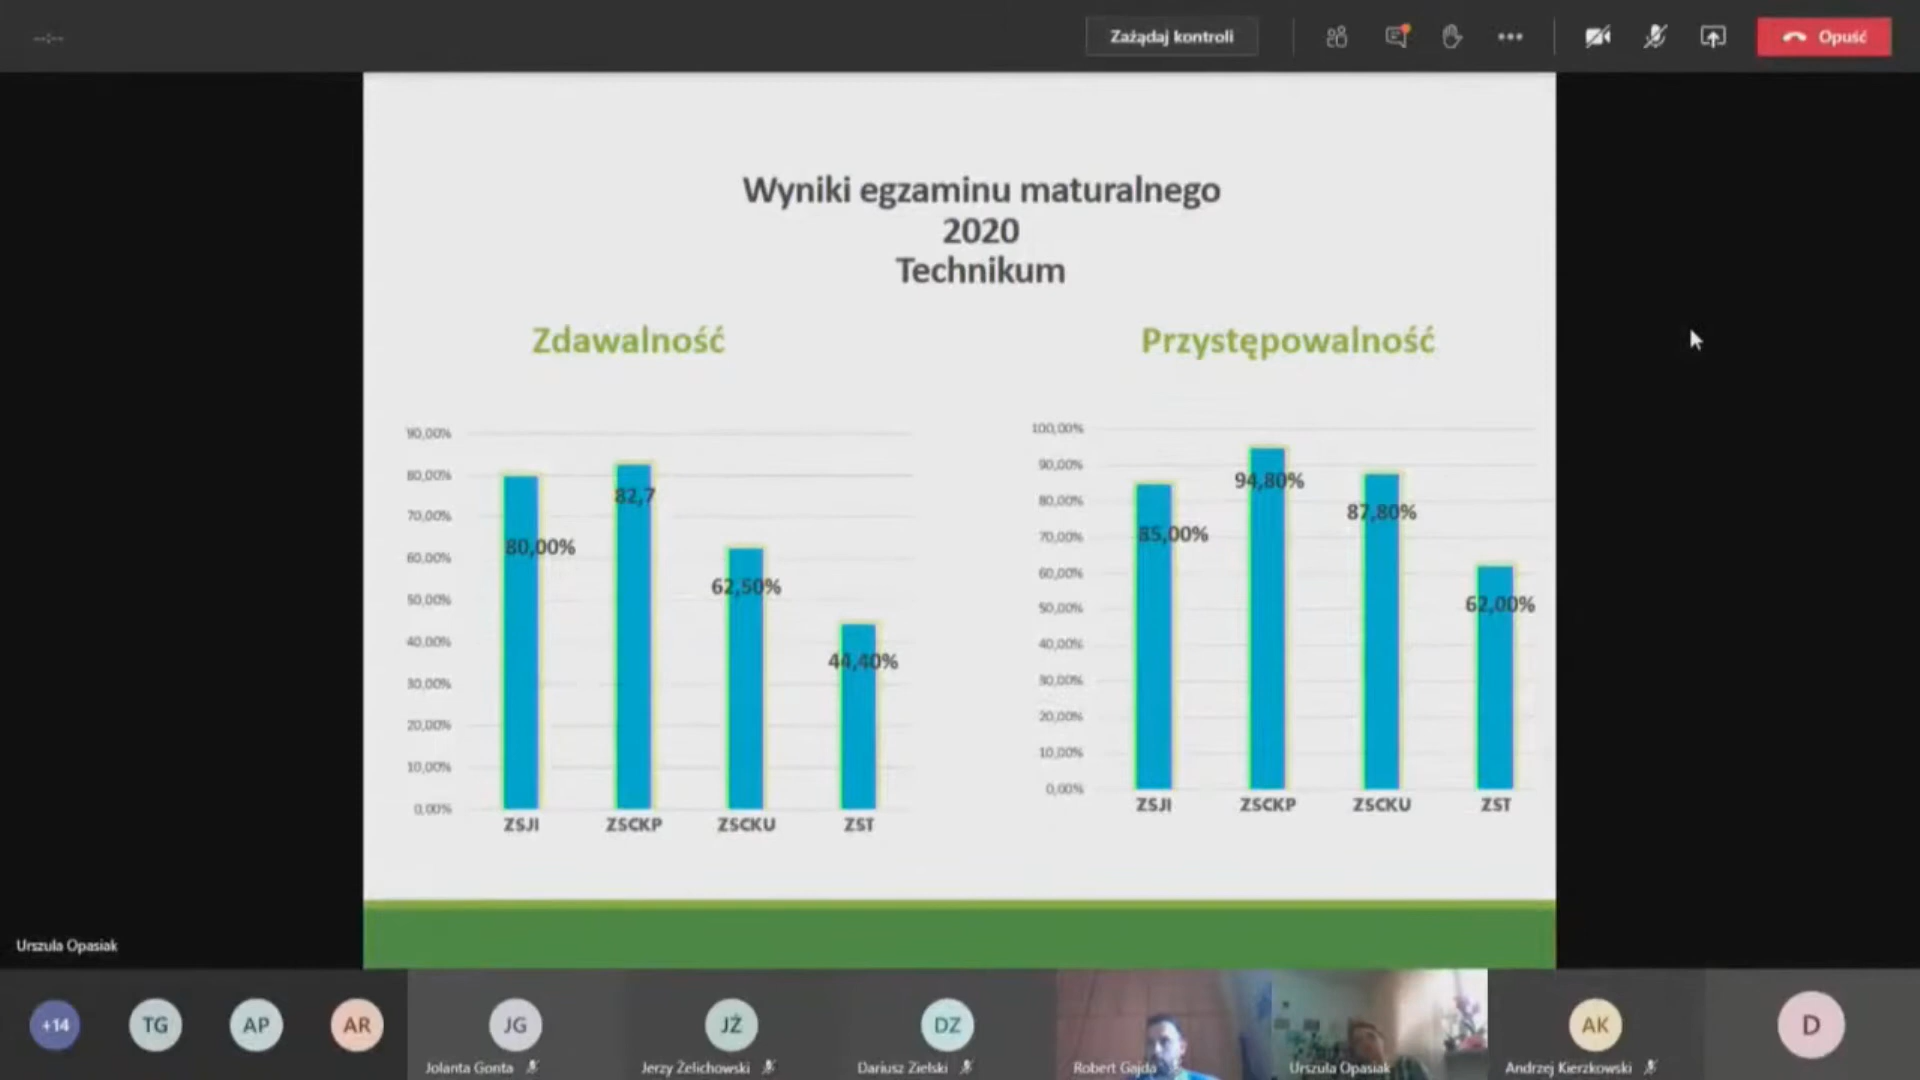 --:--
Zażądaj kontroli
Opuść
Wyniki egzaminu maturalnego
2020
Technikum
Zdawalność
90,00%
80,00%
70,00%
60,00%
50,00%
40,00%
30,00%
20,00%
10,00%
0,00%
80,00%
82,7
62,50%
44,40%
ZSJI
ZSCKP
ZSCKU
ZST
Przystępowalność
100,00%
90,00%
80,00%
70,00%
60,00%
50,00%
40,00%
30,00%
20,00%
10,00%
0,00%
85,00%
94,80%
87,80%
62,00%
ZSJI
ZSCKP
ZSCKU
ZST
Urszula Opasiak
+14
TG
AP
AR
JG
Jolanta Gonta
JŻ
Jerzy Żelichowski
DZ
Dariusz Zielski
Robert Gajda
Urszula Opasiak
AK
Andrzej Kierzkowski
D